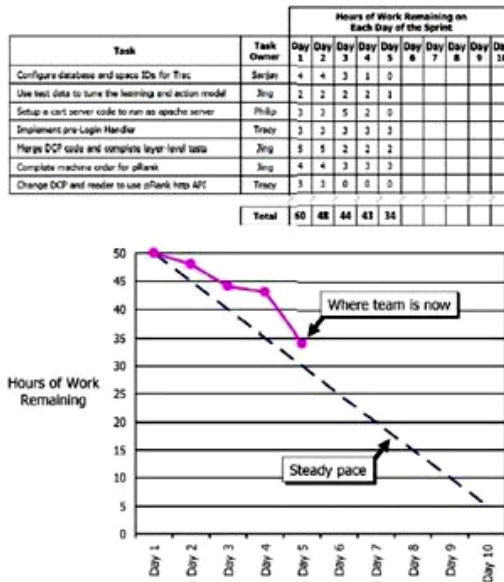 Hours of Work Remaining on
Each Day of the Sprint
Task Task Owner Day 1 Day 2 Day 3 Day 4 Day 5 Day 6 Day 7 Day 8 Day 9 Day 10
Configure database and space IDs for Trac Sanjay 4 4 3 1 0
Use test data to tune the learning and action model Jing 2 2 2 2 1
Setup a cart server code to run as apache server Philip 3 3 5 2 0
Implement pre-Login Handler Tracy 3 3 3 3 3
Merge DCP code and complete layer-level tests Jing 5 5 2 2 2
Complete machine order for pRank Jing 4 4 3 3 3
Change DCP and reader to use pRank http API Tracy 3 3 0 0 0
Total 60 48 44 43 34
50
45
40
35
30
25
20
15
10
5
0
Hours of Work
Remaining
Where team is now
Steady pace
Day 1
Day 2
Day 3
Day 4
Day 5
Day 6
Day 7
Day 8
Day 9
Day 10